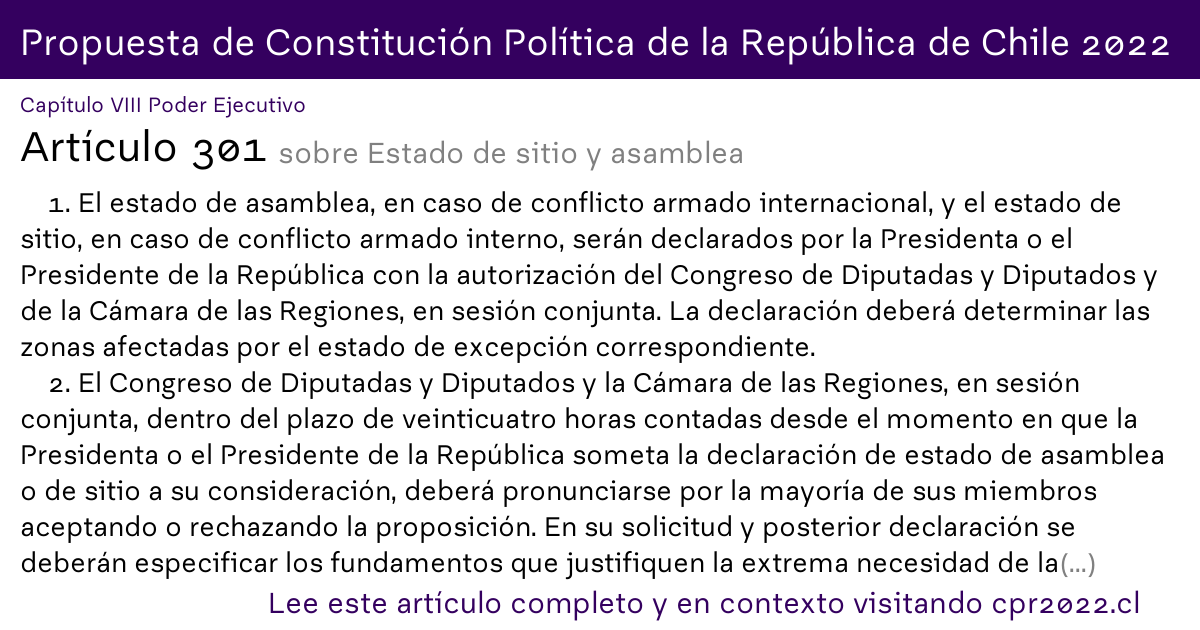 Propuesta de Constitución Política de la República de Chile 2022
Capítulo VIII Poder Ejecutivo
Artículo 301 sobre Estado de sitio y asamblea
1. El estado de asamblea, en caso de conflicto armado internacional, y el estado de
sitio, en caso de conflicto armado interno, serán declarados por la Presidenta o el
Presidente de la República con la autorización del Congreso de Diputadas y Diputados y
de la Cámara de las Regiones, en sesión conjunta. La declaración deberá determinar las
zonas afectadas por el estado de excepción correspondiente.
2. El Congreso de Diputadas y Diputados y la Cámara de las Regiones, en sesión
conjunta, dentro del plazo de veinticuatro horas contadas desde el momento en que la
Presidenta o el Presidente de la República someta la declaración de estado de asamblea
o de sitio a su consideración, deberá pronunciarse por la mayoría de sus miembros
aceptando o rechazando la proposición. En su solicitud y posterior declaración se
deberán especificar los fundamentos que justifiquen la extrema necesidad de la(...)
Lee este artículo completo y en contexto visitando cpr2022.cl